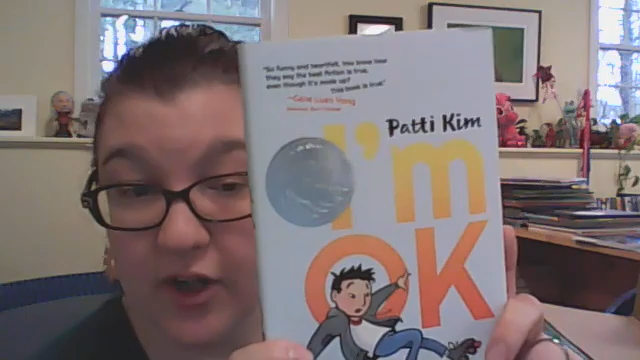 "So funny and heartfelt. You know how
they say the best fiction is true,
even though it's made up?
This book is true."
—Gene Luen Yang
Patti Kim
I'm
OK